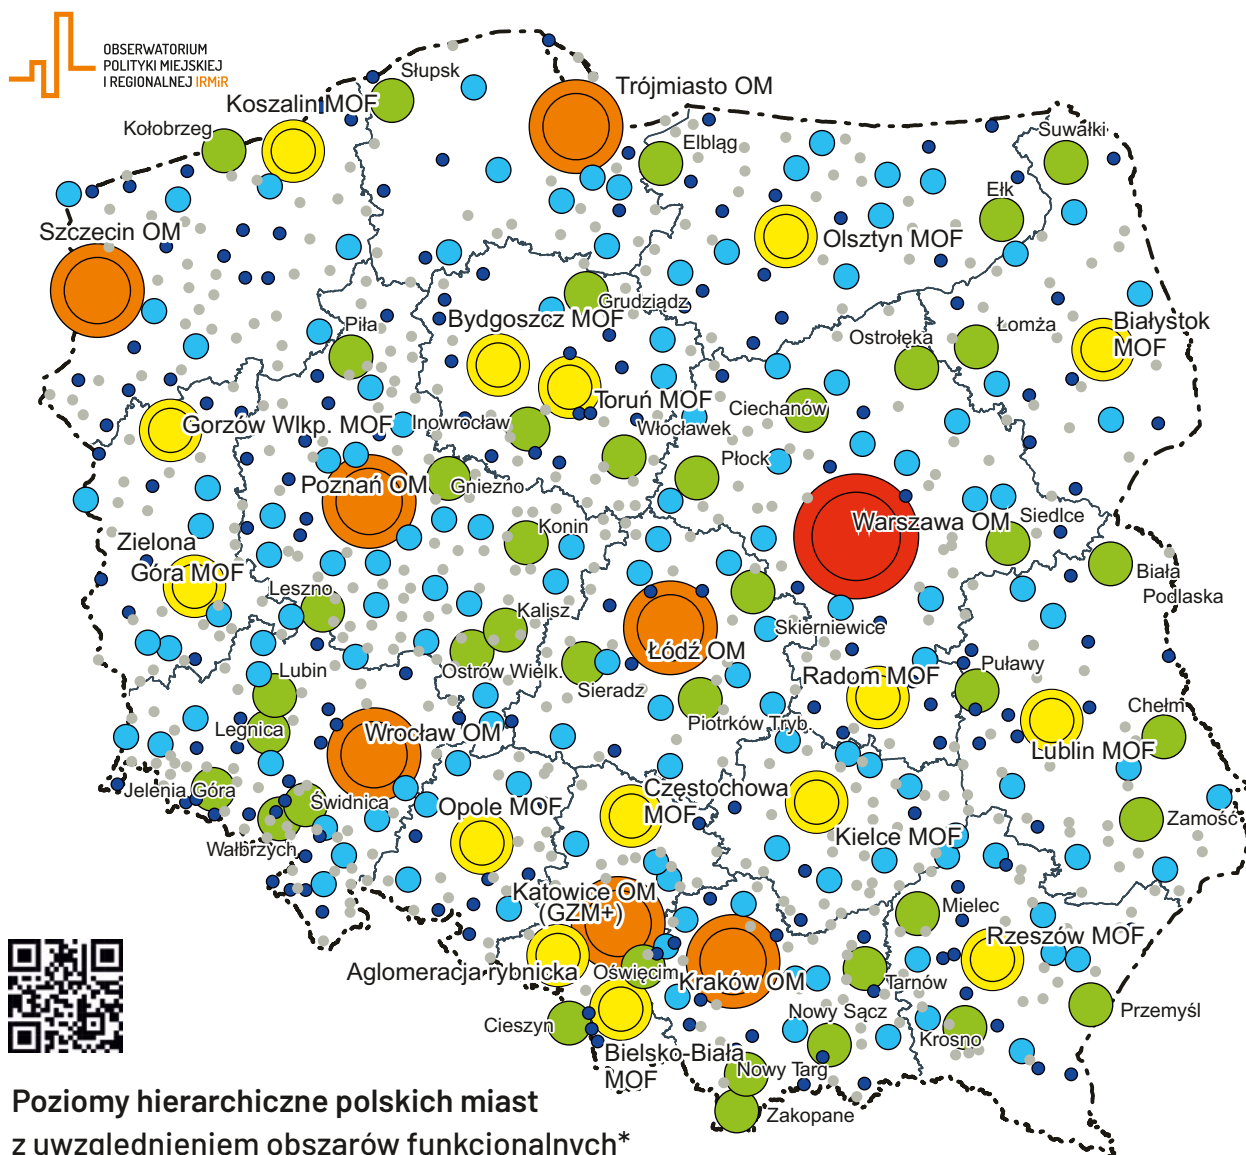 OBSERWATORIUM
POLITYKI MIEJSKIEJ
I REGIONALNEJ IRMiR
Słupsk
Trójmiasto OM
Koszalin MOF
Kołobrzeg
Elbląg
Suwałki
Ełk
Szczecin OM
Olsztyn MOF
Grudziądz
Bydgoszcz MOF
Piła
Ostrołęka
Łomża
Białystok
MOF
Toruń MOF
Ciechanów
Gorzów Wlkp. MOF
Inowrocław
Włocławek
Płock
Poznań OM
Gniezno
Warszawa OM
Siedlce
Konin
Zielona
Góra MOF
Biała
Podlaska
Leszno
Kalisz
Skierniewice
Łódź OM
Ostrów Wielk.
Sieradz
Lubin
Radom MOF
Puławy
Piotrków Tryb.
Chełm
Legnica
Wrocław OM
Lublin MOF
Jelenia Góra
Świdnica
Opole MOF
Częstochowa
MOF
Kielce MOF
Zamość
Wałbrzych
Katowice OM
(GZM+)
Mielec
Rzeszów MOF
Aglomeracja rybnicka
Oświęcim
Kraków OM
Tarnów
Przemyśl
Cieszyn
Nowy Sącz
Krosno
Bielsko-Biała
MOF
Nowy Targ
Zakopane
Poziomy hierarchiczne polskich miast
z uwzględnieniem obszarów funkcjonalnych*